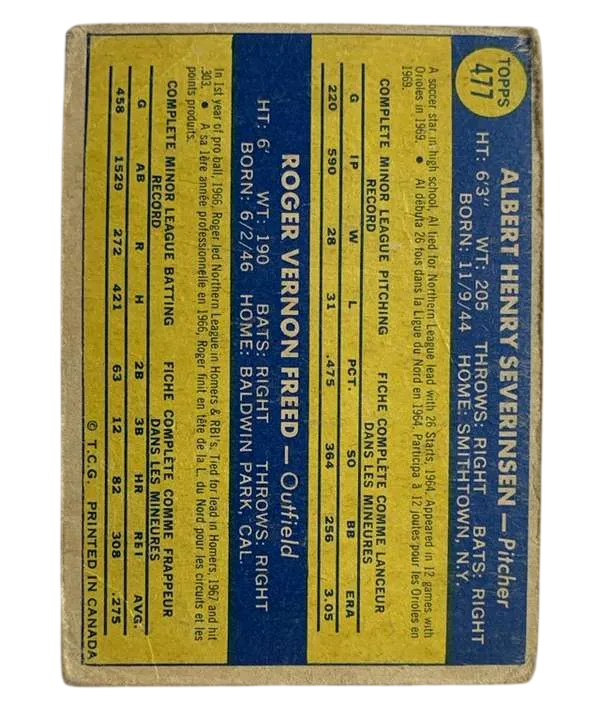 TOPPS
477
ALBERT HENRY SEVERINSEN — Pitcher
HT: 6'3" WT: 205 THROWS: RIGHT BATS: RIGHT
BORN: 11/9/44 HOME: SMITHTOWN, N.Y.
A soccer star in high school, Al tied for Northern League lead with 26 Starts, 1964. Appeared in 12 games with
Orioles in 1969. • Al débuta 26 fois dans la Ligue du Nord en 1964. Participa à 12 joutes pour les Orioles en
1969.
COMPLETE MINOR LEAGUE PITCHING FICHE COMPLÈTE COMME LANCEUR
RECORD DANS LES MINEURES
G IP W L PCT. SO BB ERA
220 590 28 31 .475 364 256 3.05
ROGER VERNON FREED — Outfield
HT: 6' WT: 190 BATS: RIGHT THROWS: RIGHT
BORN: 6/2/46 HOME: BALDWIN PARK, CAL.
In 1st year of pro ball, 1966, Roger led Northern League in Homers & RBI's. Tied for lead in Homers, 1967 and hit
.303. • A sa 1ère année professionnelle en 1966, Roger finit en tête de la L. du Nord pour les circuits et les
points produits.
COMPLETE MINOR LEAGUE BATTING FICHE COMPLÈTE COMME FRAPPEUR
RECORD DANS LES MINEURES
G AB R H 2B 3B HR RBI AVG.
458 1529 272 421 63 12 82 308 .275
© T.C.G. PRINTED IN CANADA